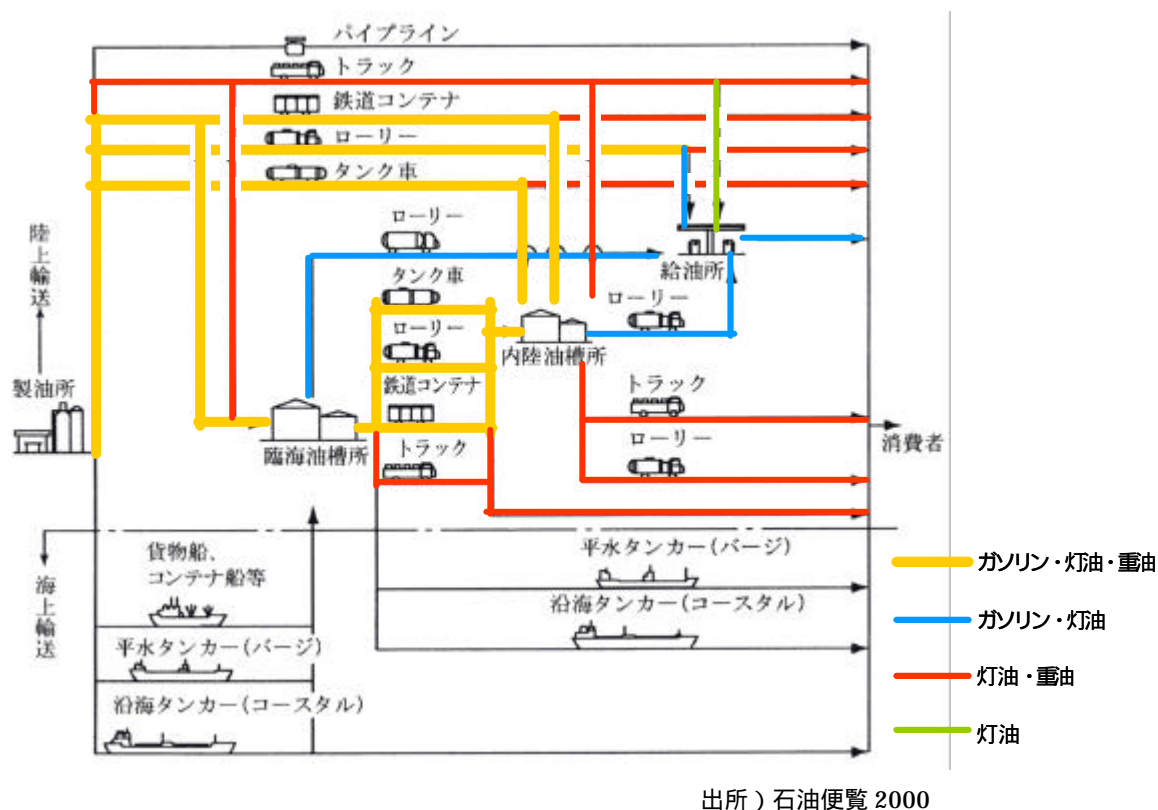 パイプライン
トラック
鉄道コンテナ
ローリー
タンク車
陸上輸送
ローリー
給油所
タンク車
ローリー
ローリー
内陸油槽所
製油所
鉄道コンテナ
トラック
臨海油槽所
トラック
ローリー
消費者
海上輸送
貨物船、
コンテナ船等
平水タンカー(バージ)
沿海タンカー(コースタル)
平水タンカー(バージ)
沿海タンカー(コースタル)
ガソリン・灯油・重油
ガソリン・灯油
灯油・重油
灯油
出所)石油便覧 2000